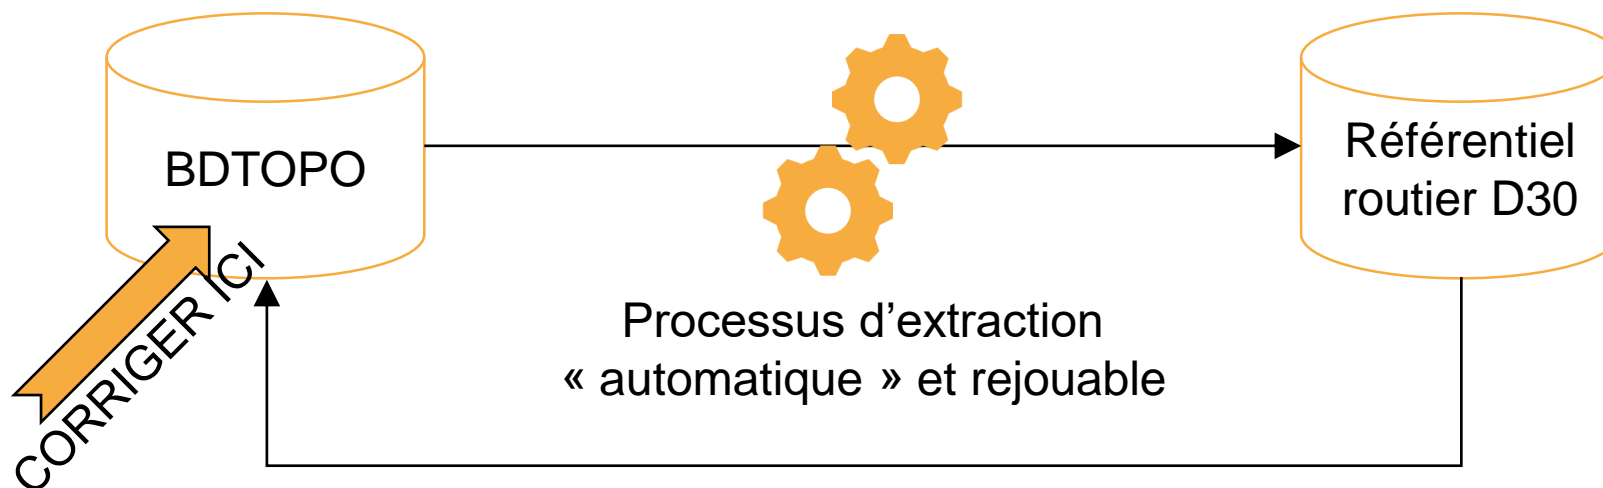 BDTOPO
Référentiel
routier D30
CORRIGER ICI
Processus d’extraction
« automatique » et rejouable